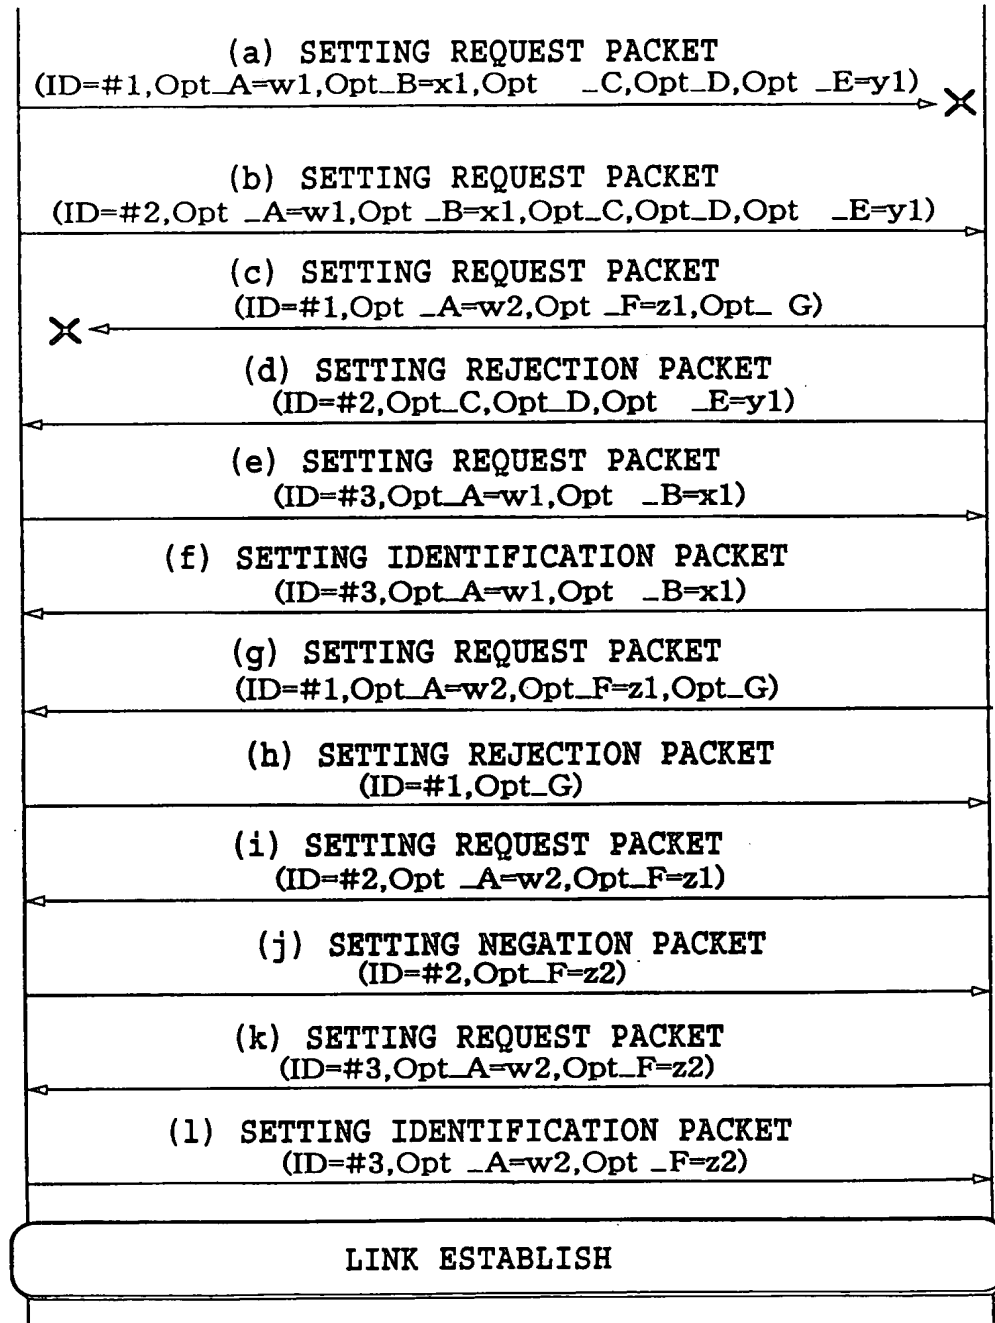 (a) SETTING REQUEST PACKET
(ID=#1,Opt_A=w1,Opt_B=x1,Opt _C,Opt_D,Opt _E=y1)
(b) SETTING REQUEST PACKET
(ID=#2,Opt _A=w1,Opt _B=x1,Opt_C,Opt_D,Opt _E=y1)
(c) SETTING REQUEST PACKET
(ID=#1,Opt _A=w2,Opt _F=z1,Opt_ G)
(d) SETTING REJECTION PACKET
(ID=#2,Opt_C,Opt_D,Opt _E=y1)
(e) SETTING REQUEST PACKET
(ID=#3,Opt_A=w1,Opt _B=x1)
(f) SETTING IDENTIFICATION PACKET
(ID=#3,Opt_A=w1,Opt _B=x1)
(g) SETTING REQUEST PACKET
(ID=#1,Opt_A=w2,Opt_F=z1,Opt_G)
(h) SETTING REJECTION PACKET
(ID=#1,Opt_G)
(i) SETTING REQUEST PACKET
(ID=#2,Opt _A=w2,Opt_F=z1)
(j) SETTING NEGATION PACKET
(ID=#2,Opt_F=z2)
(k) SETTING REQUEST PACKET
(ID=#3,Opt_A=w2,Opt_F=z2)
(l) SETTING IDENTIFICATION PACKET
(ID=#3,Opt _A=w2,Opt _F=z2)
LINK ESTABLISH